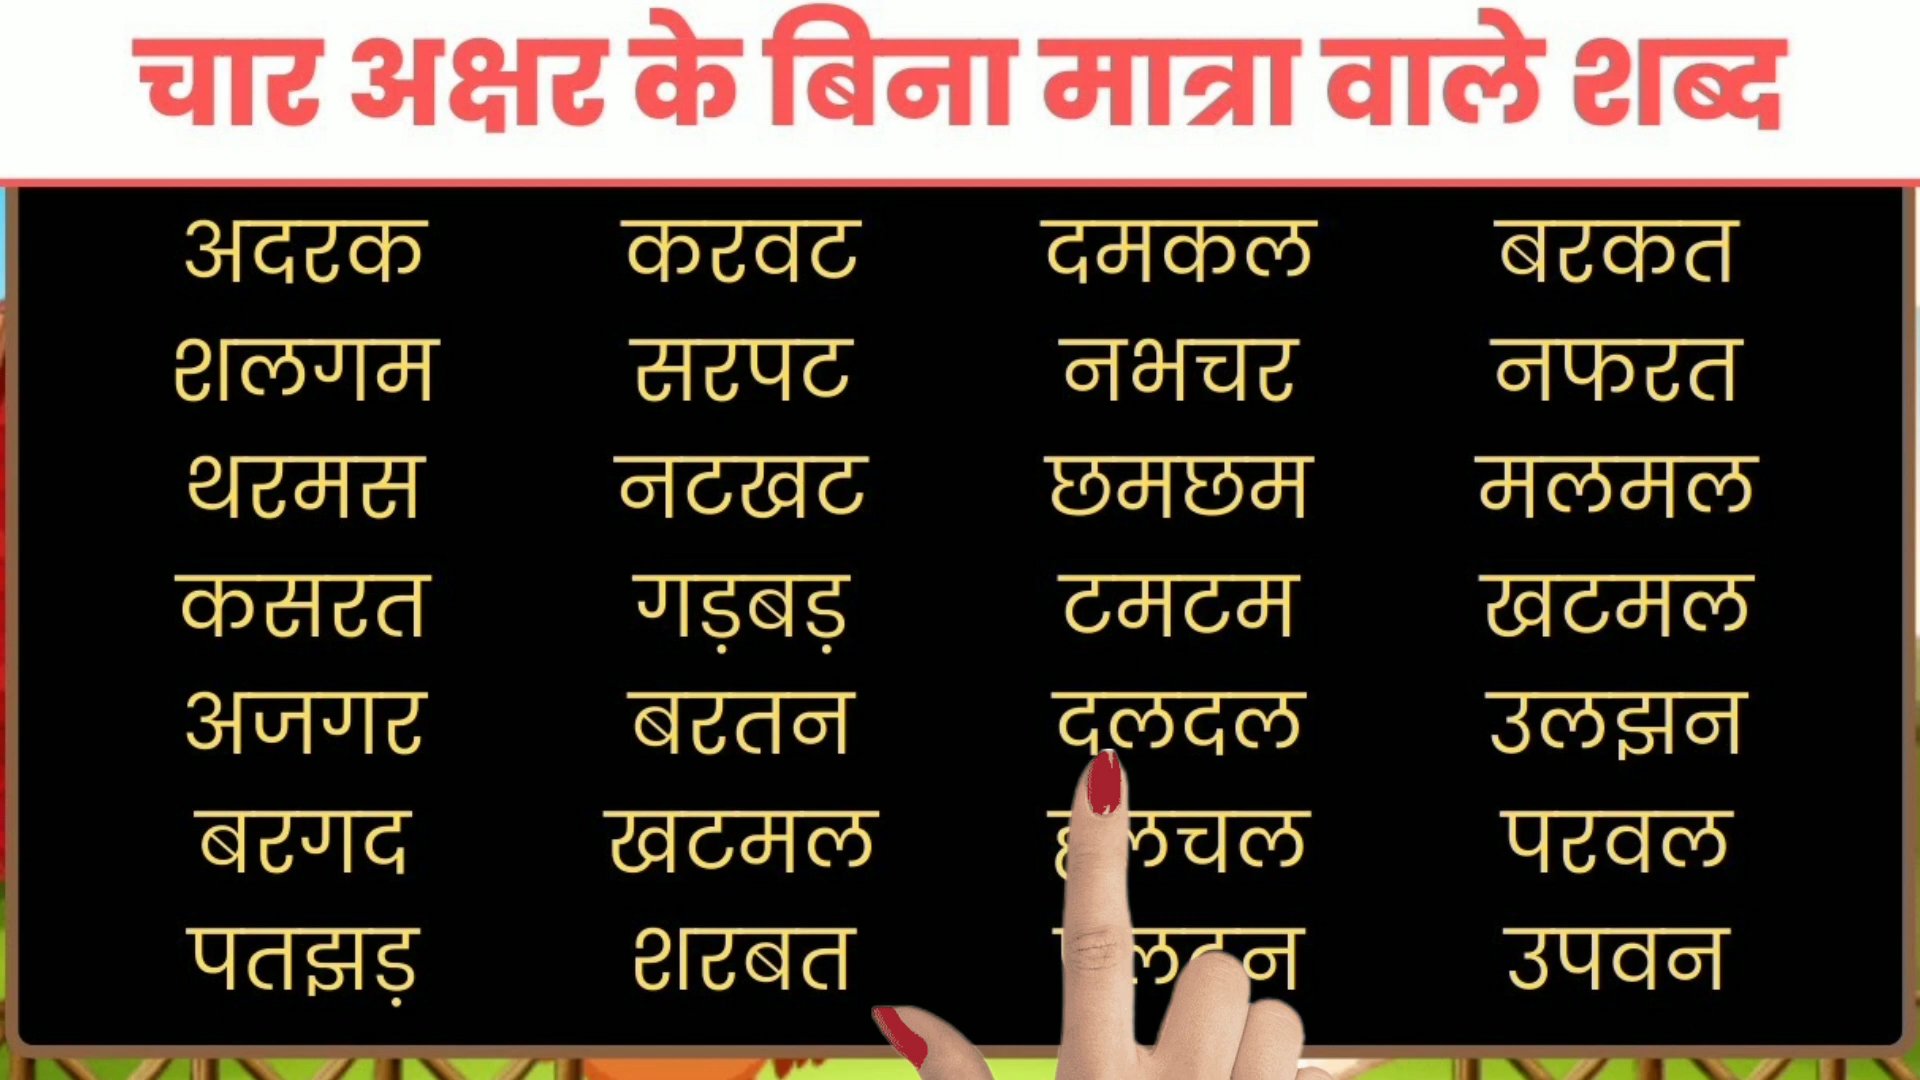 चार अक्षर के बिना मात्रा वाले शब्द
अदरक करवट दमकल बरकत
शलगम सरपट नभचर नफरत
थरमस नटखट छमछम मलमल
कसरत गड़बड़ टमटम खटमल
अजगर बरतन दलदल उलझन
बरगद खटमल हलचल परवल
पतझड़ शरबत उपवन